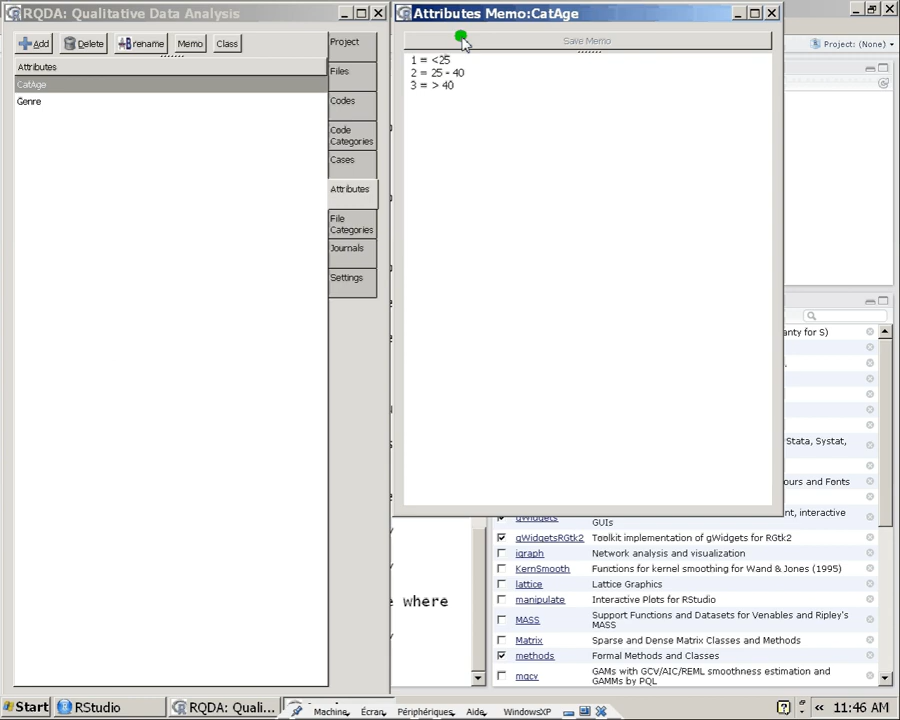 RQDA: Qualitative Data Analysis
Add
Delete
rename
Memo
Class
Attributes
CatAge
Genre
Project
Files
Codes
Code
Categories
Cases
Attributes
File
Categories
Journals
Settings
Attributes Memo:CatAge
Save Memo
1 = <25
2 = 25 - 40
3 = > 40
Project: (None)
anty for S)
Stata, Systat,
ours and Fonts
nt, interactive
gWidgets
GUIs
gWidgetsRGtk2 Toolkit implementation of gWidgets for RGtk2
igraph Network analysis and visualization
KernSmooth Functions for kernel smoothing for Wand & Jones (1995)
lattice Lattice Graphics
manipulate Interactive Plots for RStudio
MASS Support Functions and Datasets for Venables and Ripley's
MASS
Matrix Sparse and Dense Matrix Classes and Methods
methods Formal Methods and Classes
mgcv GAMs with GCV/AIC/REML smoothness estimation and
GAMMs by PQL
e where
Start
RStudio
RQDA: Quali...
Machine
Écran
Périphériques
Aide
WindowsXP
11:46 AM